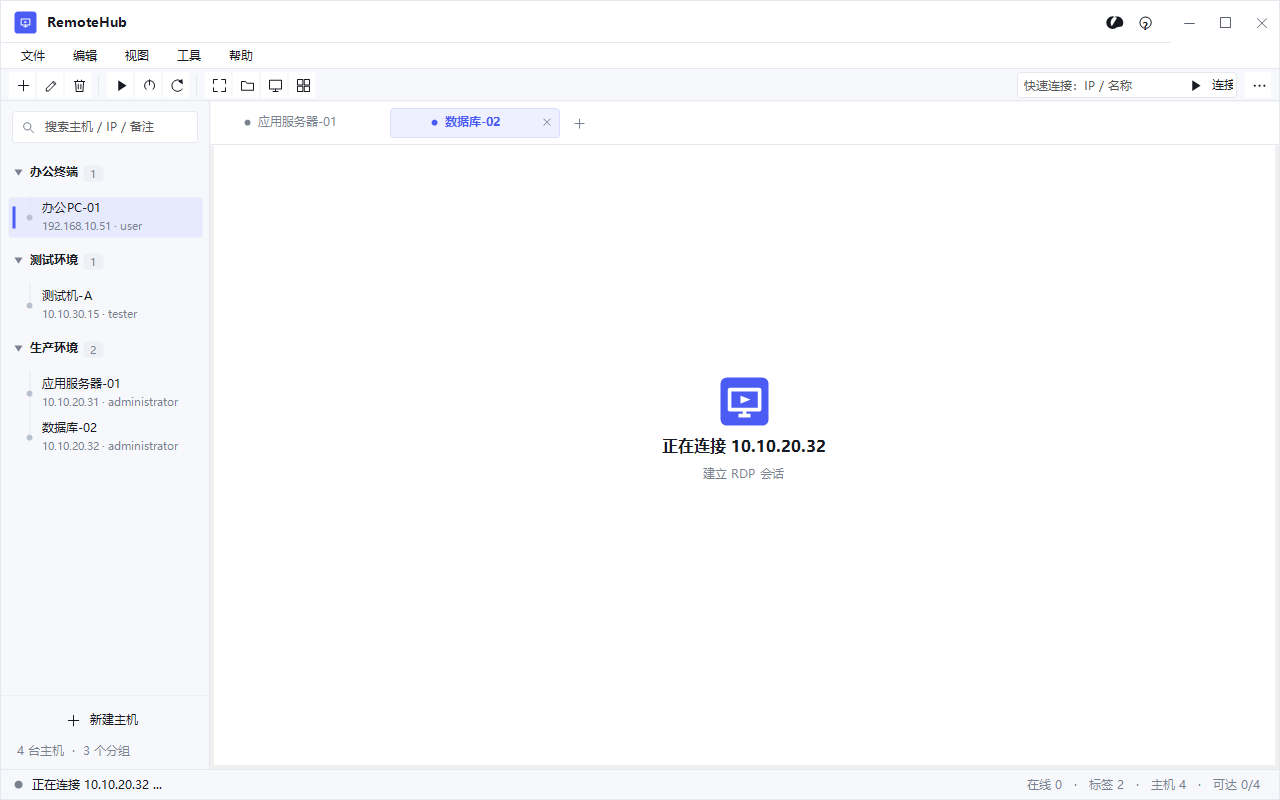 RemoteHub
文件 编辑 视图 工具 帮助
快速连接: IP / 名称 连接 ...
搜索主机 / IP / 备注
应用服务器-01 数据库-02
办公终端 1
办公PC-01
192.168.10.51 · user
测试环境 1
测试机-A
10.10.30.15 · tester
生产环境 2
应用服务器-01
10.10.20.31 · administrator
数据库-02
10.10.20.32 · administrator
正在连接 10.10.20.32
建立 RDP 会话
新建主机
4 台主机 · 3 个分组
正在连接 10.10.20.32 ...
在线 0 · 标签 2 · 主机 4 · 可达 0/4